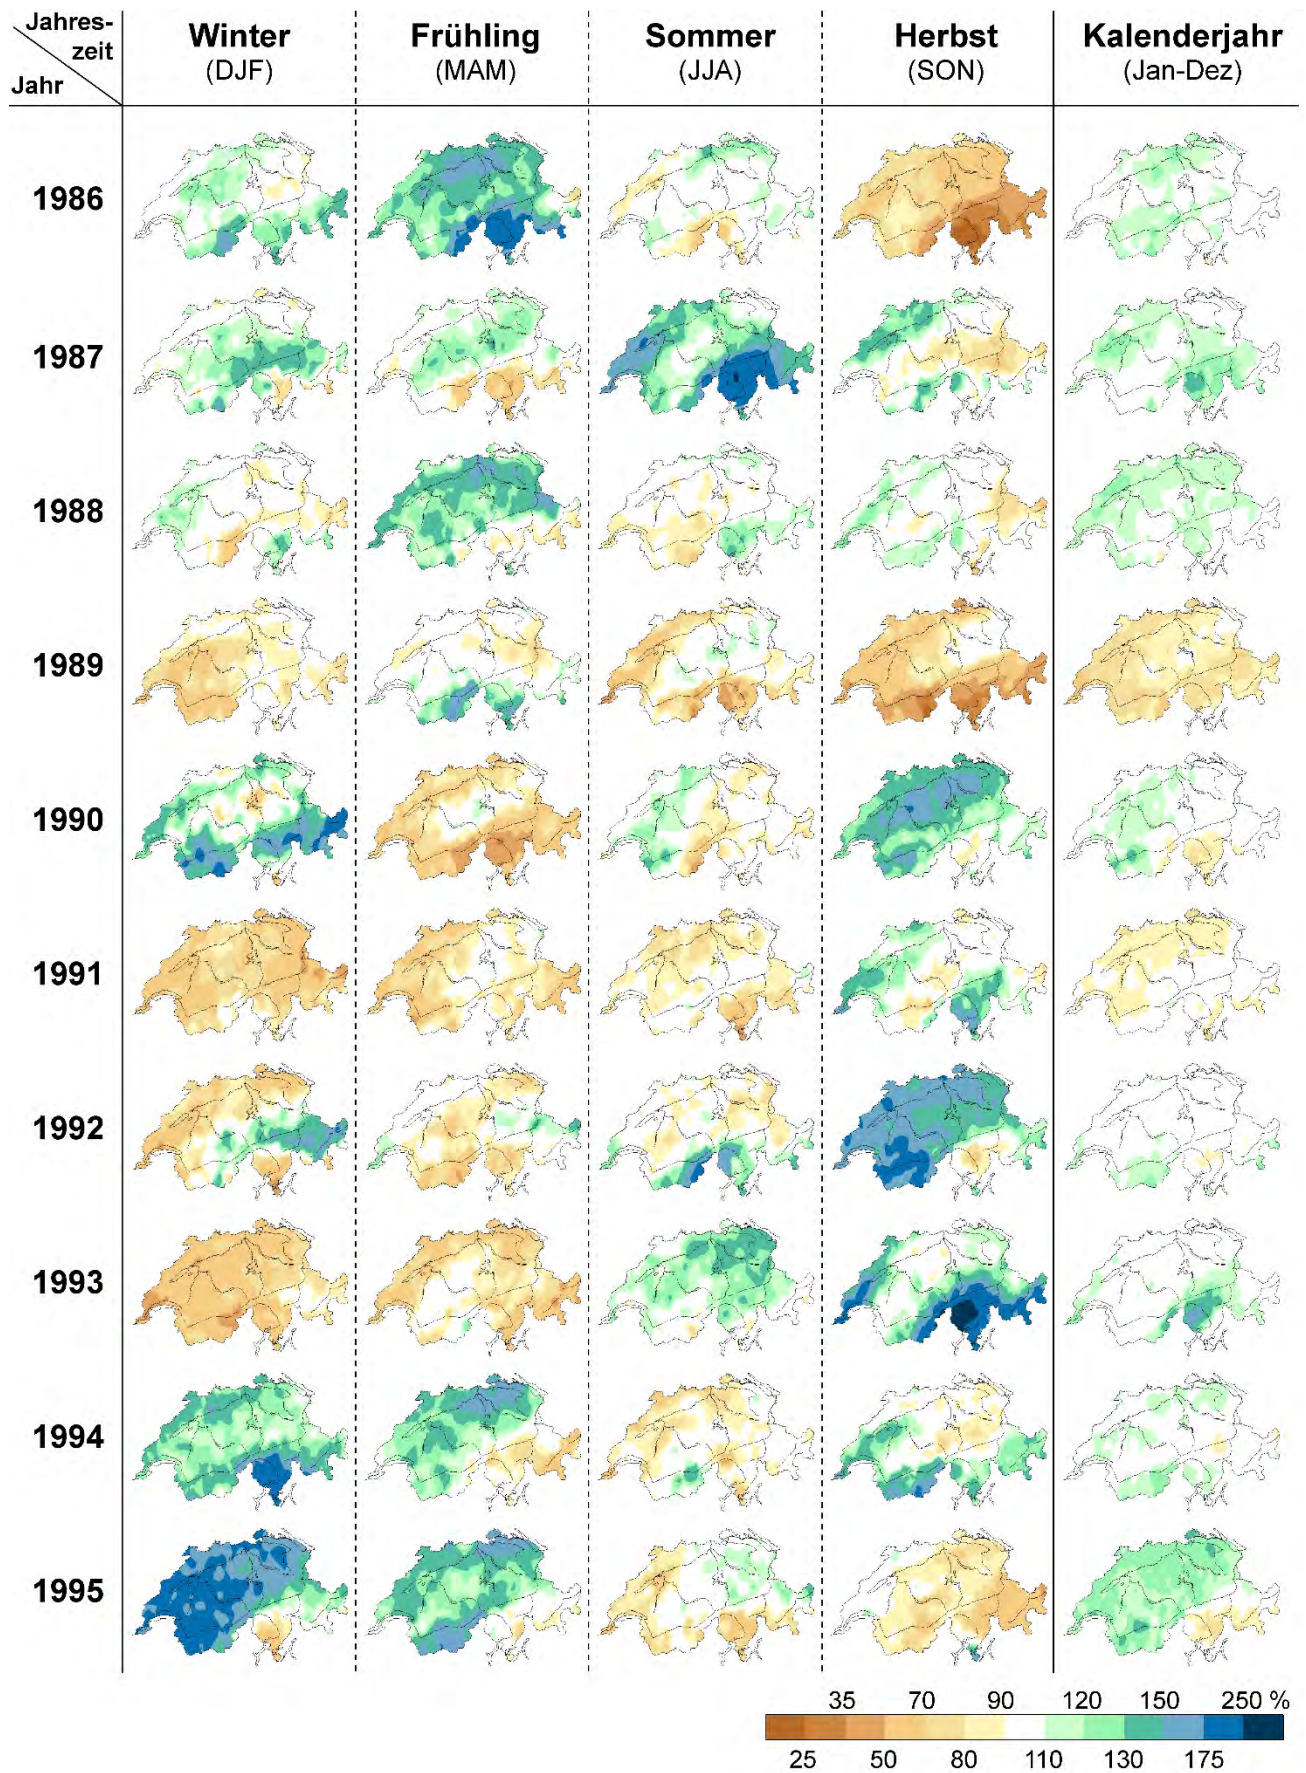 Jahres-
zeit
Jahr
Winter
(DJF)
Frühling
(MAM)
Sommer
(JJA)
Herbst
(SON)
Kalenderjahr
(Jan-Dez)
1986
1987
1988
1989
1990
1991
1992
1993
1994
1995
35 70 90 120 150 250 %
25 50 80 110 130 175